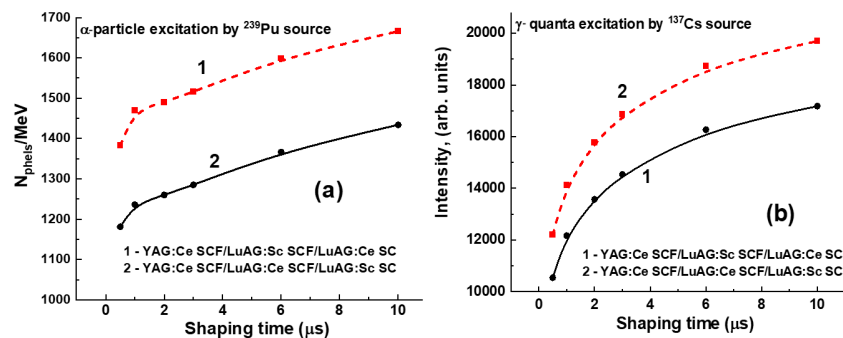 α-particle excitation by ²³⁹Pu source
1700
1600
1500
1400
1300
1200
1100
1000
N_phels/MeV
1
2
(a)
1 - YAG:Ce SCF/LuAG:Sc SCF/LuAG:Ce SC
2 - YAG:Ce SCF/LuAG:Ce SCF/LuAG:Sc SC
0 2 4 6 8 10
Shaping time (μs)
γ- quanta excitation by ¹³⁷Cs source
20000
18000
16000
14000
12000
10000
Intensity, (arb. units)
2
1
(b)
1 - YAG:Ce SCF/LuAG:Sc SCF/LuAG:Ce SC
2 - YAG:Ce SCF/LuAG:Ce SCF/LuAG:Sc SC
0 2 4 6 8 10
Shaping time (μs)